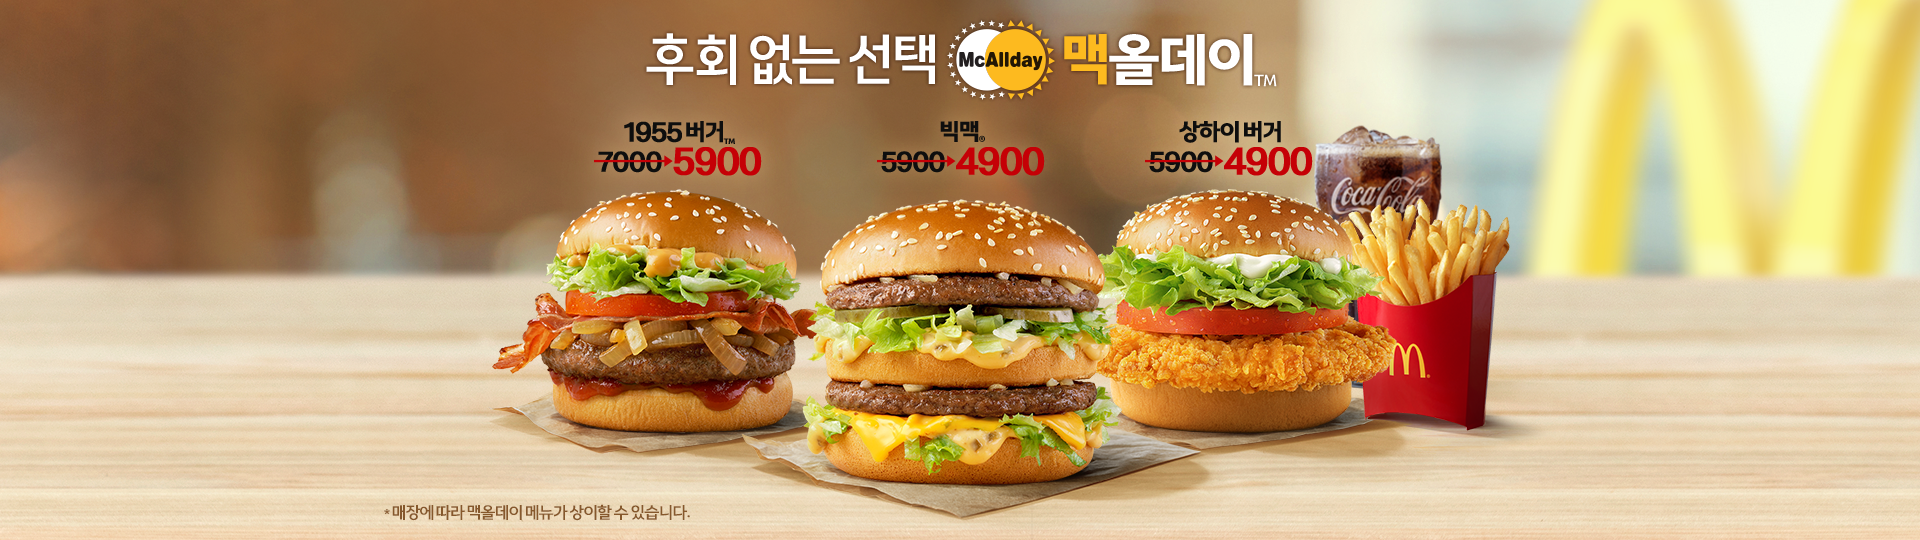 후회 없는 선택 McAllday 맥올데이™
1955 버거™
7000 5900
빅맥®
5900 4900
상하이 버거
5900 4900
Coca-Cola
* 매장에 따라 맥올데이 메뉴가 상이할 수 있습니다.